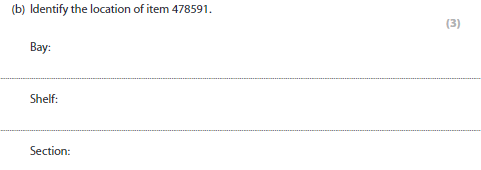 (b) Identify the location of item 478591.
(3)
Bay:
Shelf:
Section: